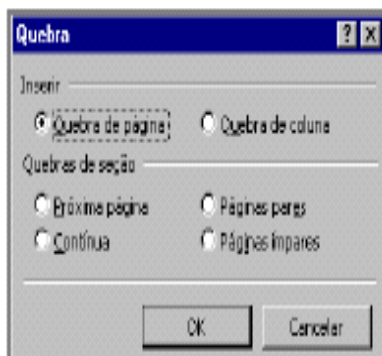 Quebra
Inserir
Quebra de página Quebra de coluna
Quebras de seção
Próxima página Páginas pares
Contínua Páginas ímpares
OK Cancelar